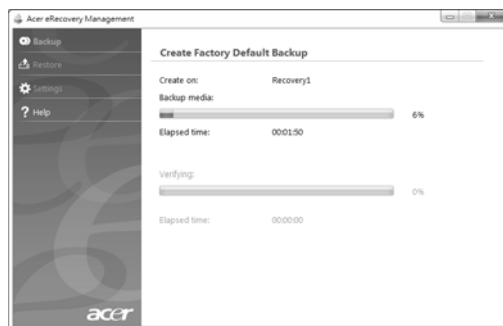 Acer eRecovery Management
Backup
Restore
Settings
Help
Create Factory Default Backup
Create on: Recovery1
Backup media:
6%
Elapsed time: 00:01:50
Verifying:
0%
Elapsed time: 00:00:00
acer